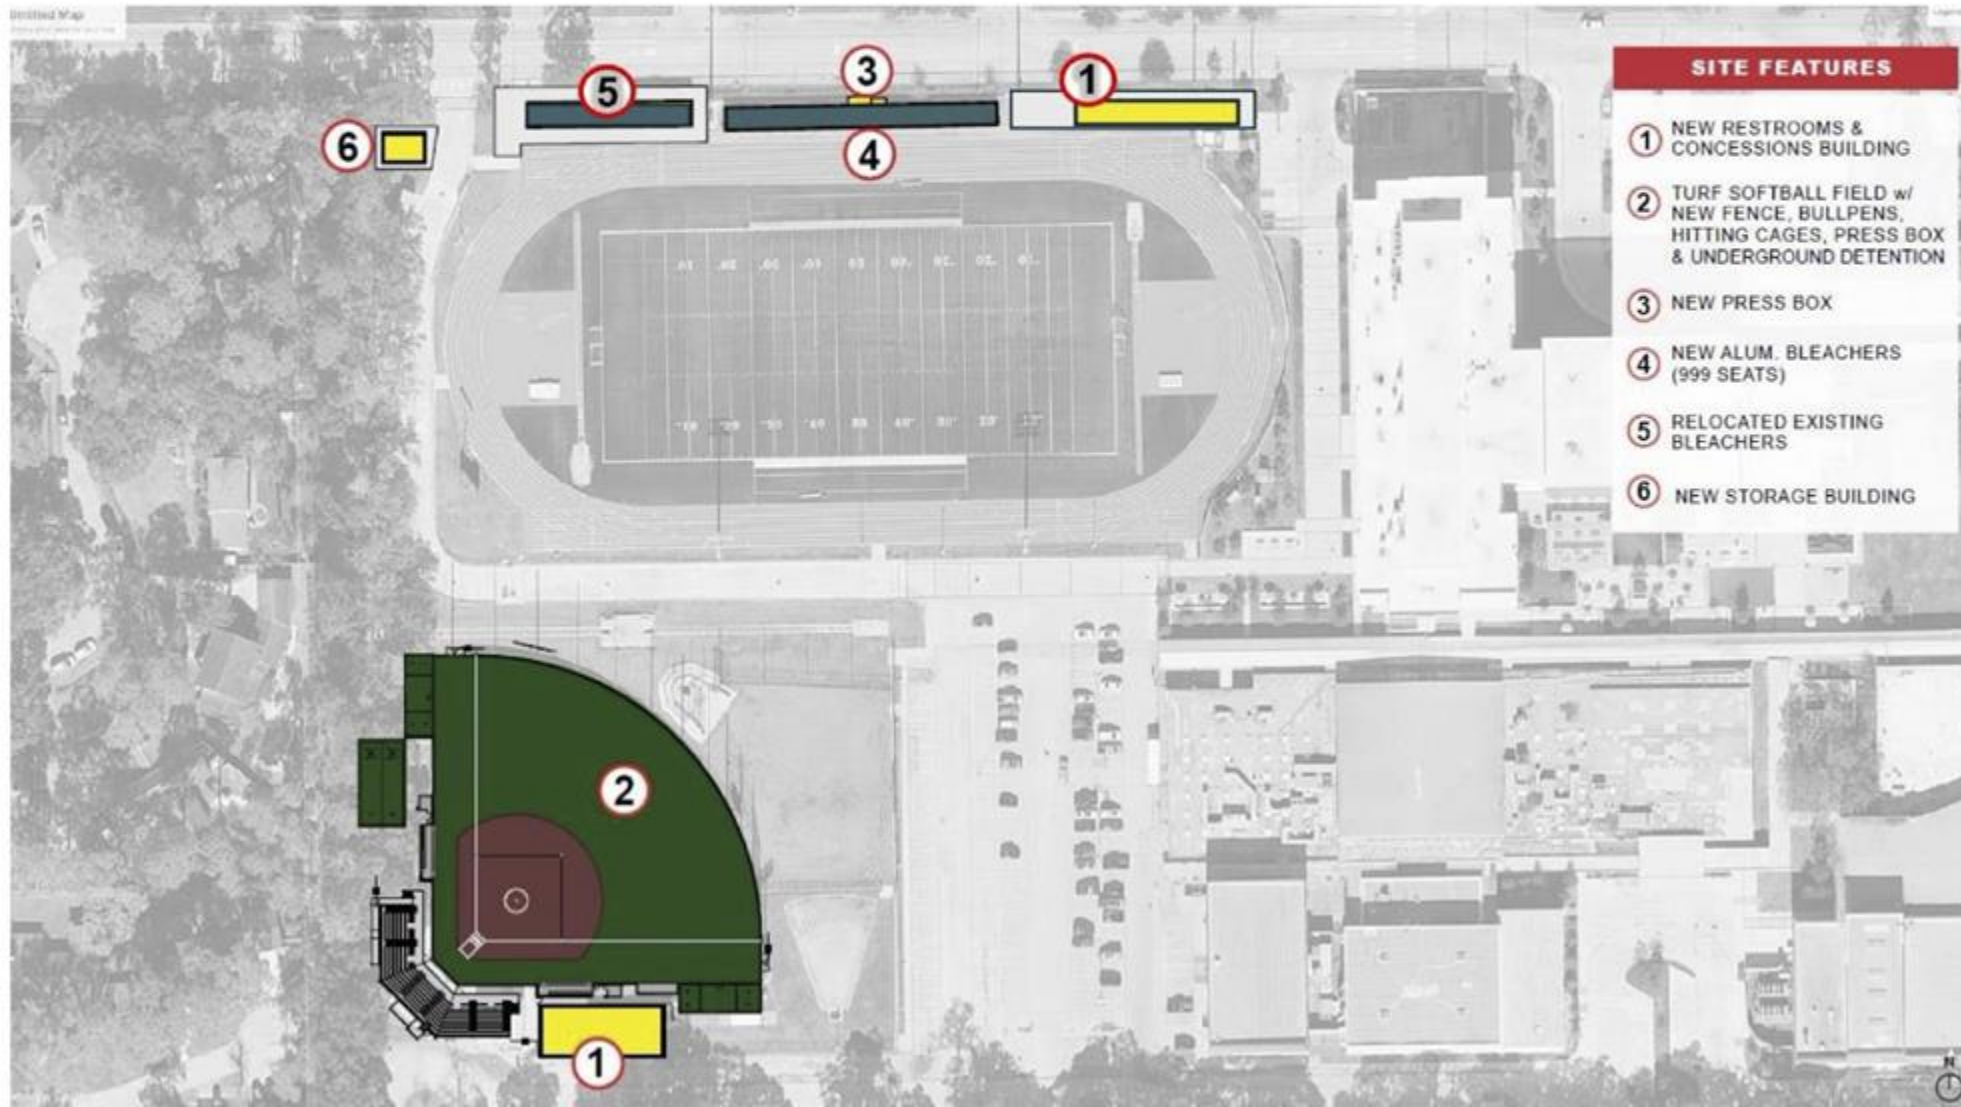 Untitled Map
SITE FEATURES
1 NEW RESTROOMS &
CONCESSIONS BUILDING
2 TURF SOFTBALL FIELD w/
NEW FENCE, BULLPENS,
HITTING CAGES, PRESS BOX
& UNDERGROUND DETENTION
3 NEW PRESS BOX
4 NEW ALUM. BLEACHERS
(999 SEATS)
5 RELOCATED EXISTING
BLEACHERS
6 NEW STORAGE BUILDING
5
3
1
6
4
2
1
N